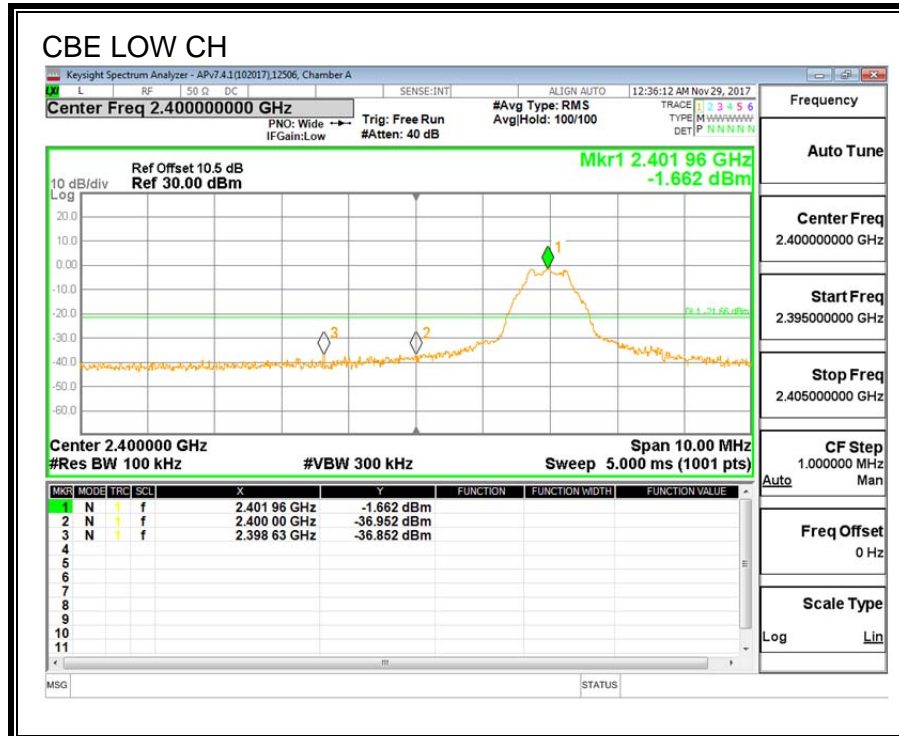 CBE LOW CH
Keysight Spectrum Analyzer - APv7.4.1(102017),12506, Chamber A
LXI L RF 50 Ω DC SENSE:INT ALIGN AUTO 12:36:12 AM Nov 29, 2017
Center Freq 2.400000000 GHz
PNO: Wide
IFGain:Low
Trig: Free Run
#Atten: 40 dB
#Avg Type: RMS
Avg|Hold: 100/100
TRACE 1 2 3 4 5 6
TYPE M WWWWW
DET P N N N N N
Frequency
Auto Tune
Center Freq
2.400000000 GHz
Start Freq
2.395000000 GHz
Stop Freq
2.405000000 GHz
CF Step
1.000000 MHz
Auto Man
Freq Offset
0 Hz
Scale Type
Log Lin
Ref Offset 10.5 dB
10 dB/div Ref 30.00 dBm
Log
Mkr1 2.401 96 GHz
-1.662 dBm
20.0
10.0
0.00
-10.0
-20.0
-30.0
-40.0
-50.0
-60.0
1
DL1 -21.66 dBm
3
2
Center 2.400000 GHz Span 10.00 MHz
#Res BW 100 kHz #VBW 300 kHz Sweep 5.000 ms (1001 pts)
MKR MODE TRC SCL X Y FUNCTION FUNCTION WIDTH FUNCTION VALUE
1 N 1 f 2.401 96 GHz -1.662 dBm
2 N 1 f 2.400 00 GHz -36.952 dBm
3 N 1 f 2.398 63 GHz -36.852 dBm
4
5
6
7
8
9
10
11
MSG STATUS